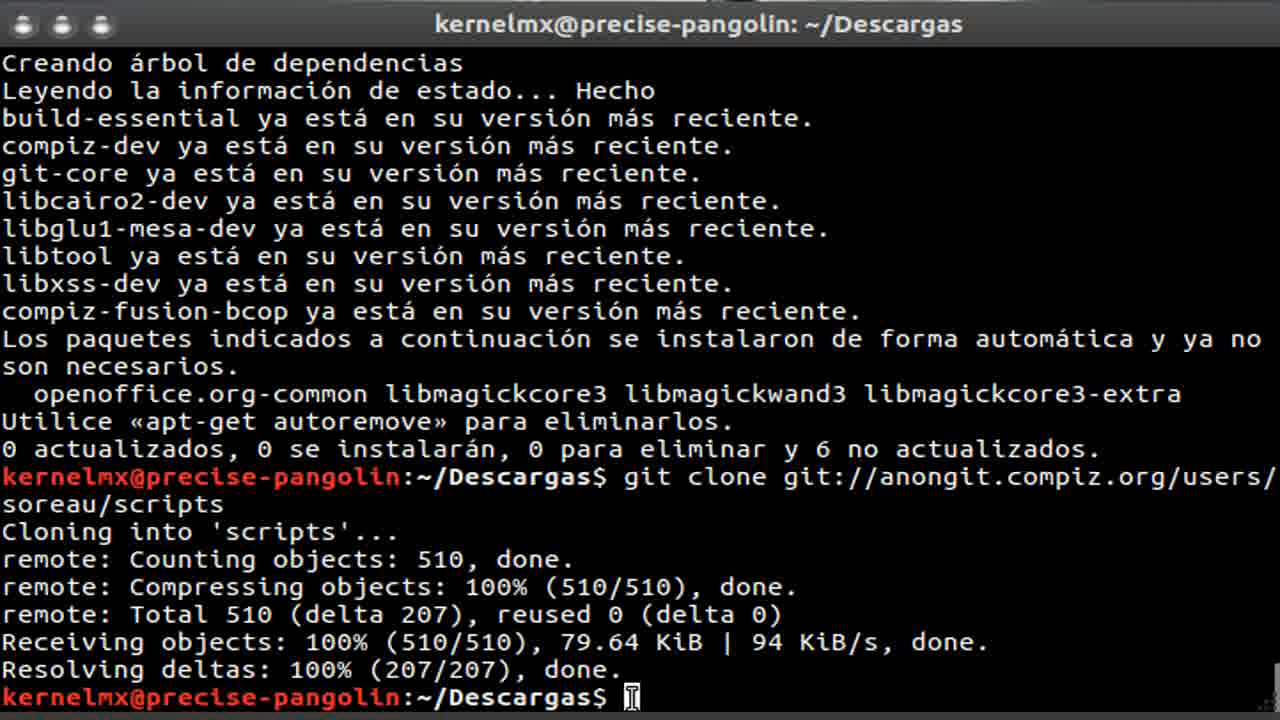 kernelmx@precise-pangolin: ~/Descargas
Creando árbol de dependencias
Leyendo la información de estado... Hecho
build-essential ya está en su versión más reciente.
compiz-dev ya está en su versión más reciente.
git-core ya está en su versión más reciente.
libcairo2-dev ya está en su versión más reciente.
libglu1-mesa-dev ya está en su versión más reciente.
libtool ya está en su versión más reciente.
libxss-dev ya está en su versión más reciente.
compiz-fusion-bcop ya está en su versión más reciente.
Los paquetes indicados a continuación se instalaron de forma automática y ya no
son necesarios.
  openoffice.org-common libmagickcore3 libmagickwand3 libmagickcore3-extra
Utilice «apt-get autoremove» para eliminarlos.
0 actualizados, 0 se instalarán, 0 para eliminar y 6 no actualizados.
kernelmx@precise-pangolin:~/Descargas$ git clone git://anongit.compiz.org/users/
soreau/scripts
Cloning into 'scripts'...
remote: Counting objects: 510, done.
remote: Compressing objects: 100% (510/510), done.
remote: Total 510 (delta 207), reused 0 (delta 0)
Receiving objects: 100% (510/510), 79.64 KiB | 94 KiB/s, done.
Resolving deltas: 100% (207/207), done.
kernelmx@precise-pangolin:~/Descargas$